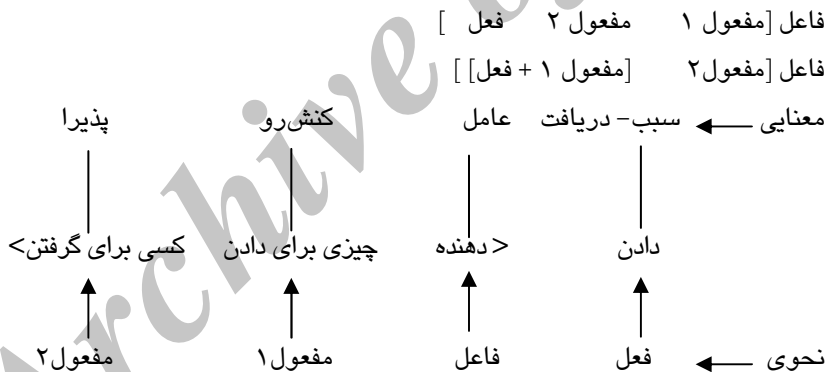 فاعل [مفعول ۱ مفعول ۲ فعل ]
فاعل [مفعول۲ [مفعول ۱ + فعل] ]
معنایی سبب– دریافت عامل کنش‌رو پذیرا
دادن <دهنده چیزی برای دادن کسی برای گرفتن>
نحوی فعل فاعل مفعول۱ مفعول۲
Archive